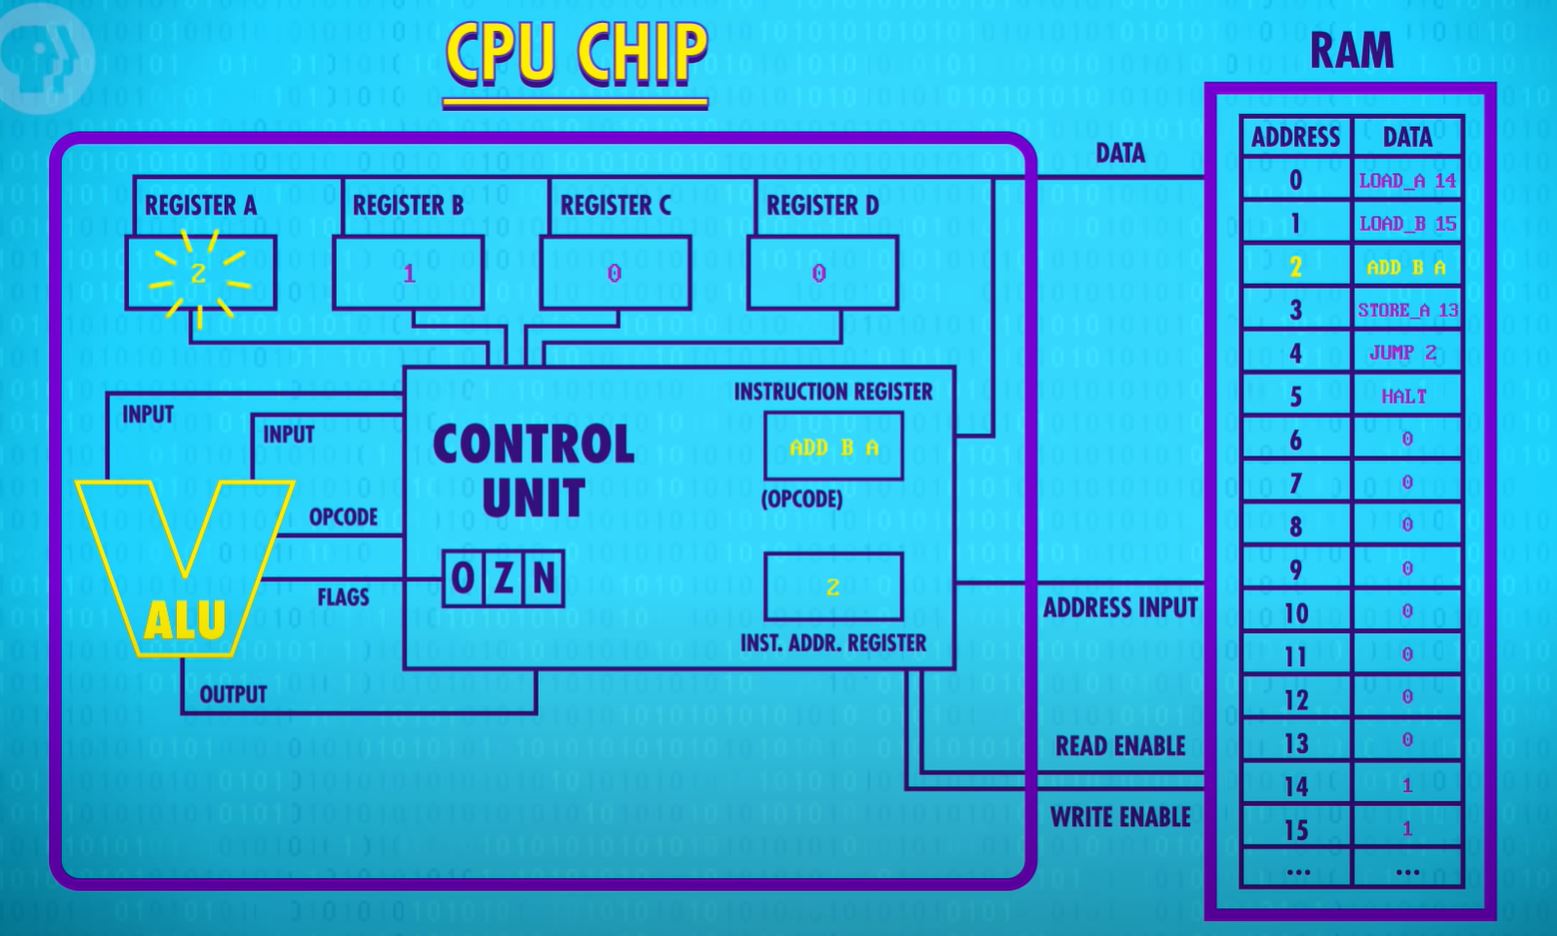 CPU CHIP
RAM
DATA
REGISTER A
REGISTER B
REGISTER C
REGISTER D
2
1
0
0
INPUT
INPUT
CONTROL
UNIT
INSTRUCTION REGISTER
ADD B A
(OPCODE)
OPCODE
FLAGS
O Z N
2
INST. ADDR. REGISTER
ALU
OUTPUT
ADDRESS INPUT
READ ENABLE
WRITE ENABLE
ADDRESS DATA
0 LOAD_A 14
1 LOAD_B 15
2 ADD B A
3 STORE_A 13
4 JUMP 2
5 HALT
6 0
7 0
8 0
9 0
10 0
11 0
12 0
13 0
14 1
15 1
... ...